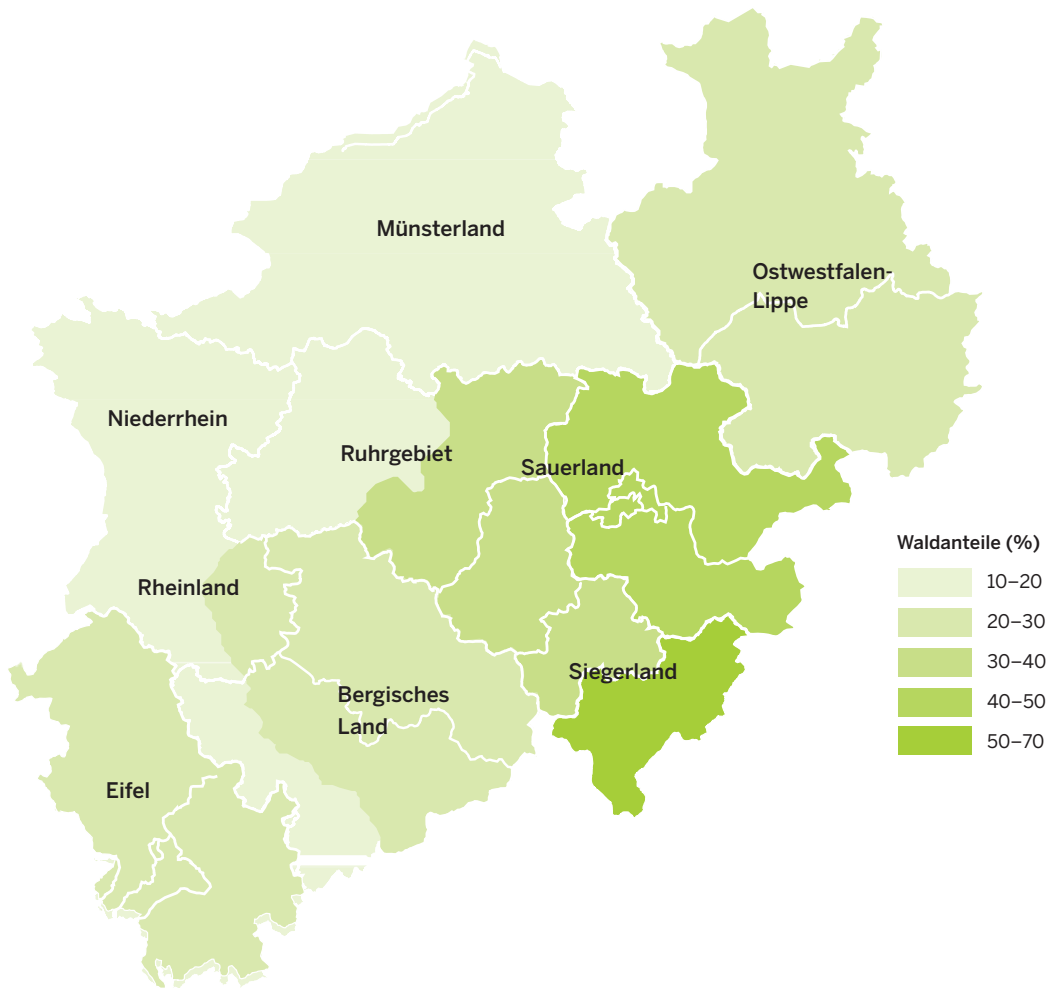 Münsterland
Ostwestfalen-
Lippe
Niederrhein
Ruhrgebiet
Sauerland
Rheinland
Siegerland
Bergisches
Land
Eifel
Waldanteile (%)
10–20
20–30
30–40
40–50
50–70